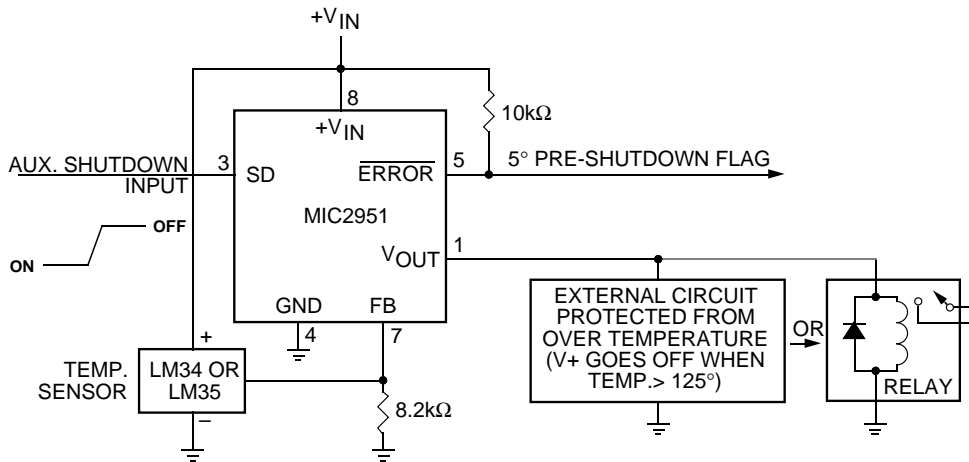 +VIN
8
+VIN
10kΩ
AUX. SHUTDOWN
INPUT
3
SD
ERROR
5
5° PRE-SHUTDOWN FLAG
MIC2951
OFF
ON
VOUT
1
GND
FB
4
7
EXTERNAL CIRCUIT
PROTECTED FROM
OVER TEMPERATURE
(V+ GOES OFF WHEN
TEMP.> 125°)
OR
RELAY
TEMP.
SENSOR
+
LM34 OR
LM35
–
8.2kΩ